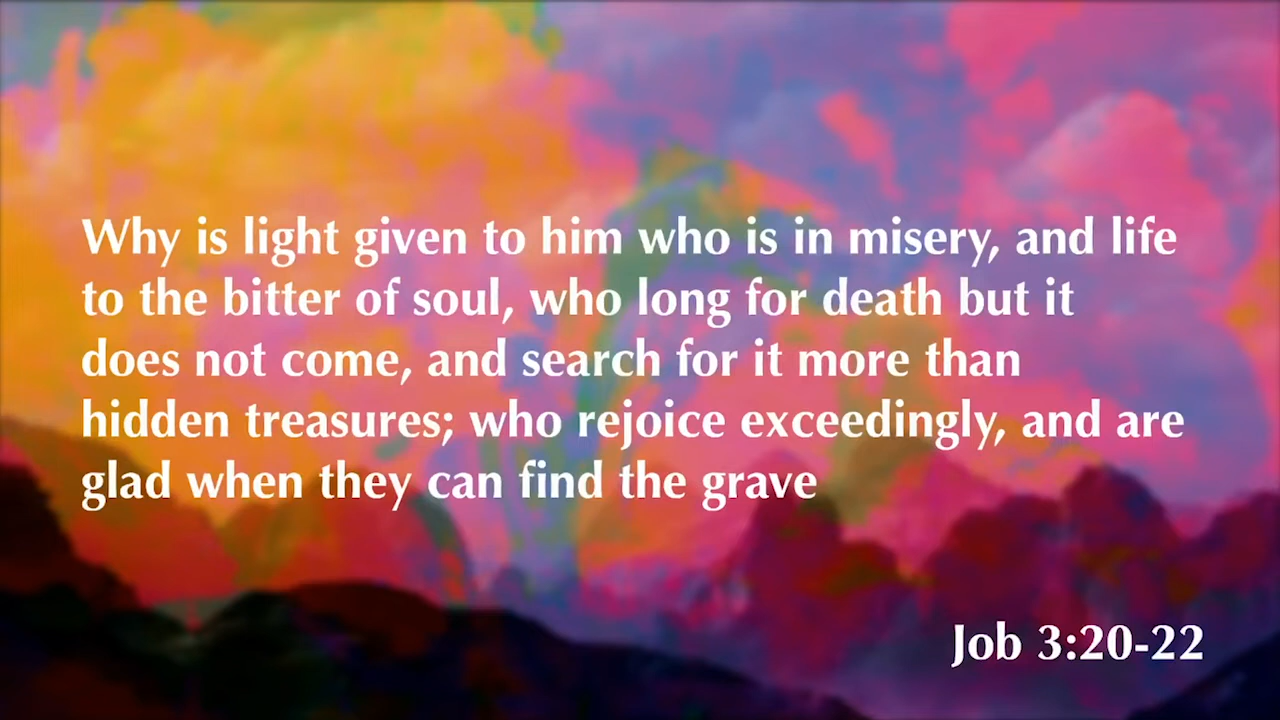 Why is light given to him who is in misery, and life
to the bitter of soul, who long for death but it
does not come, and search for it more than
hidden treasures; who rejoice exceedingly, and are
glad when they can find the grave
Job 3:20-22